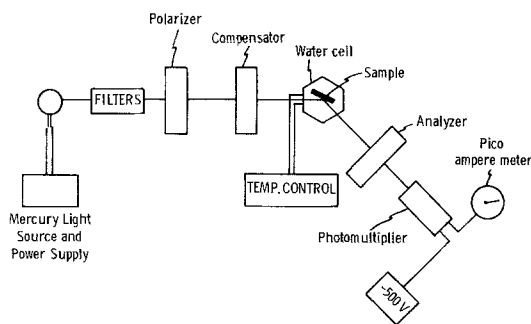 Polarizer
Compensator
Water cell
Sample
FILTERS
Analyzer
Pico
ampere meter
TEMP. CONTROL
Mercury Light
Source and
Power Supply
Photomultiplier
-500 V